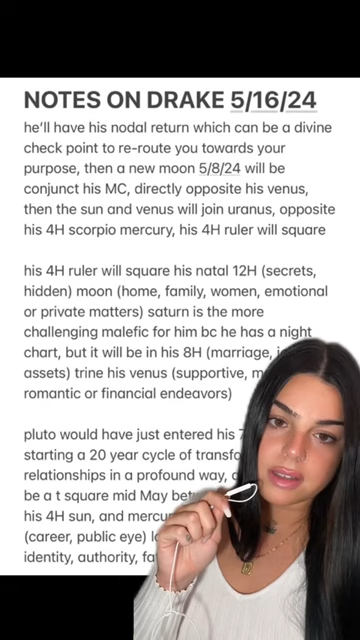 NOTES ON DRAKE 5/16/24
he'll have his nodal return which can be a divine
check point to re-route you towards your
purpose, then a new moon 5/8/24 will be
conjunct his MC, directly opposite his venus,
then the sun and venus will join uranus, opposite
his 4H scorpio mercury, his 4H ruler will square
his 4H ruler will square his natal 12H (secrets,
hidden) moon (home, family, women, emotional
or private matters) saturn is the more
challenging malefic for him bc he has a night
chart, but it will be in his 8H (marriage,
assets) trine his venus (supportive,
romantic or financial endeavors)
pluto would have just entered his
starting a 20 year cycle of
relationships in a profound way,
be a t square mid May
his 4H sun, and
(career, public eye)
identity, authority,